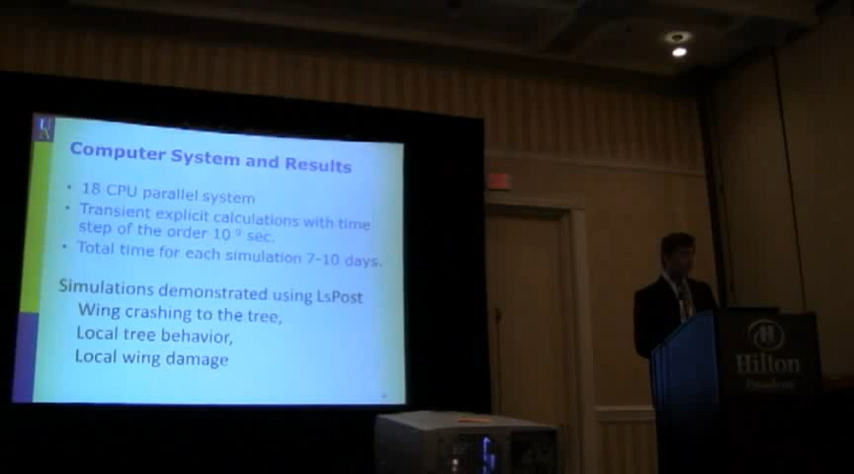 Computer System and Results
• 18 CPU parallel system
• Transient explicit calculations with time
step of the order 10⁻⁹ sec.
• Total time for each simulation 7-10 days.
Simulations demonstrated using LsPost
Wing crashing to the tree,
Local tree behavior,
Local wing damage
Hilton